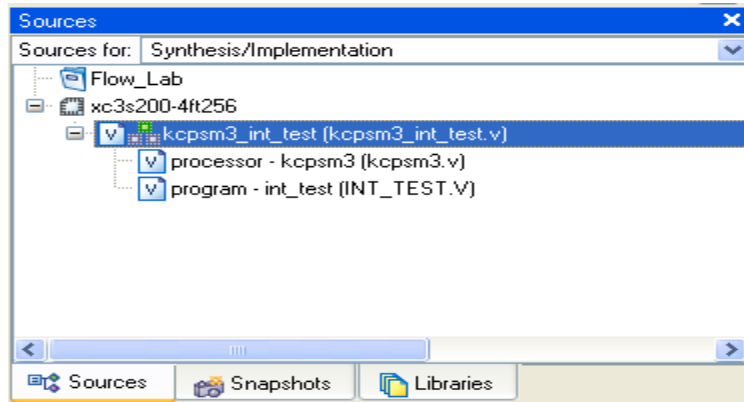 Sources
Sources for: Synthesis/Implementation
Flow_Lab
xc3s200-4ft256
kcpsm3_int_test (kcpsm3_int_test.v)
processor - kcpsm3 (kcpsm3.v)
program - int_test (INT_TEST.V)
Sources Snapshots Libraries